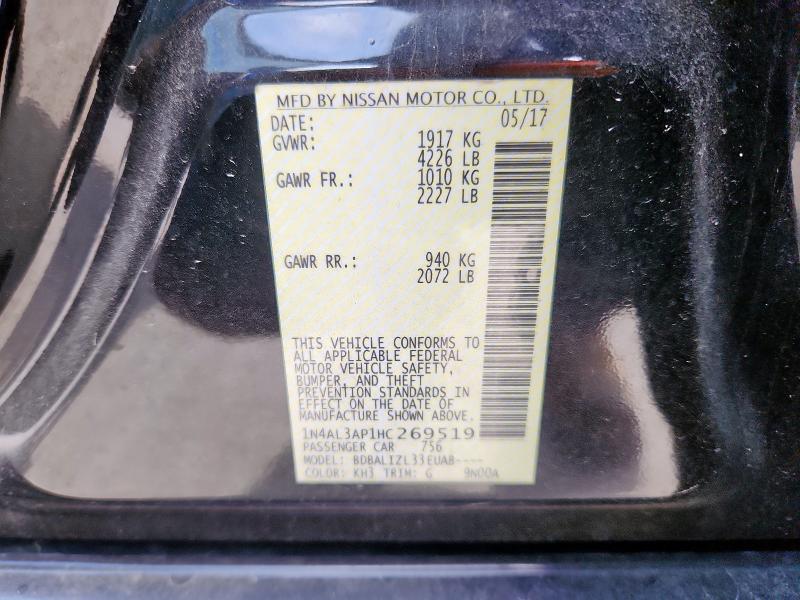 MFD BY NISSAN MOTOR CO., LTD.
DATE: 05/17
GVWR: 1917 KG
4226 LB
GAWR FR.: 1010 KG
2227 LB
GAWR RR.: 940 KG
2072 LB
THIS VEHICLE CONFORMS TO
ALL APPLICABLE FEDERAL
MOTOR VEHICLE SAFETY,
BUMPER, AND THEFT
PREVENTION STANDARDS IN
EFFECT ON THE DATE OF
MANUFACTURE SHOWN ABOVE.
1N4AL3AP1HC269519
PASSENGER CAR 756
MODEL: BDBALIZL33EUAB----
COLOR: KH3 TRIM: G 9N00A